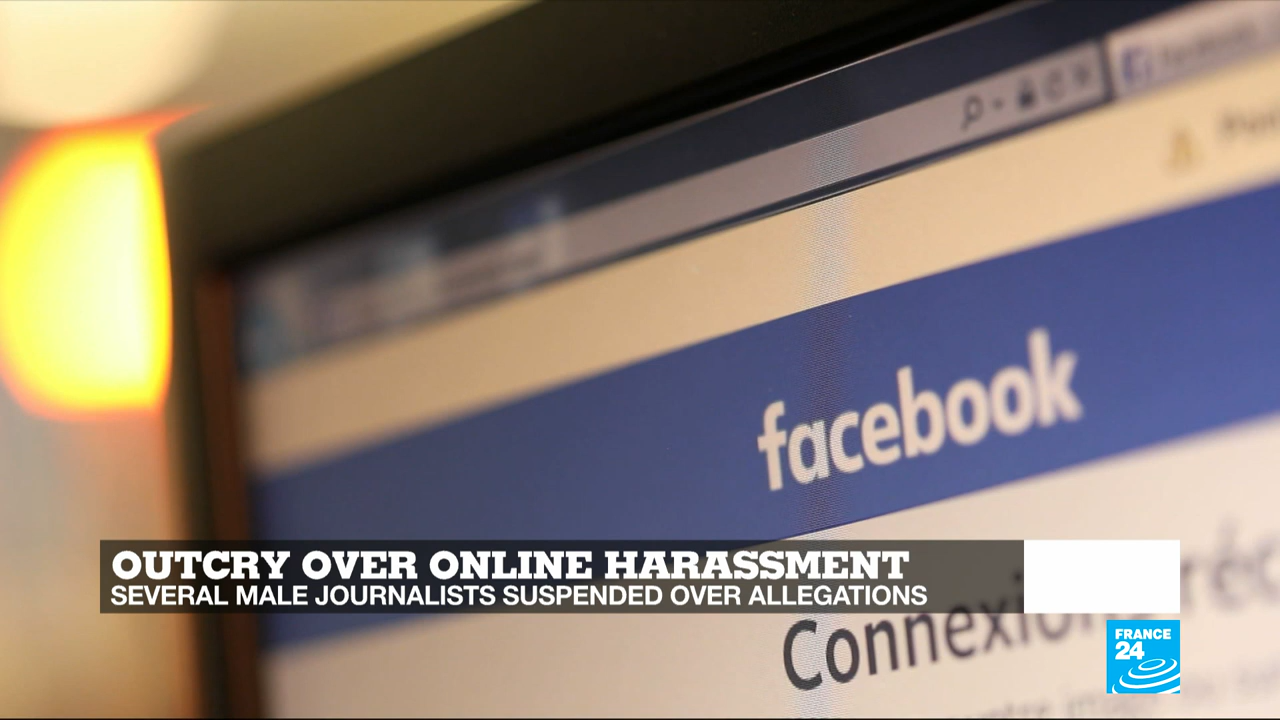 facebook
OUTCRY OVER ONLINE HARASSMENT
SEVERAL MALE JOURNALISTS SUSPENDED OVER ALLEGATIONS
Connexion
FRANCE
24